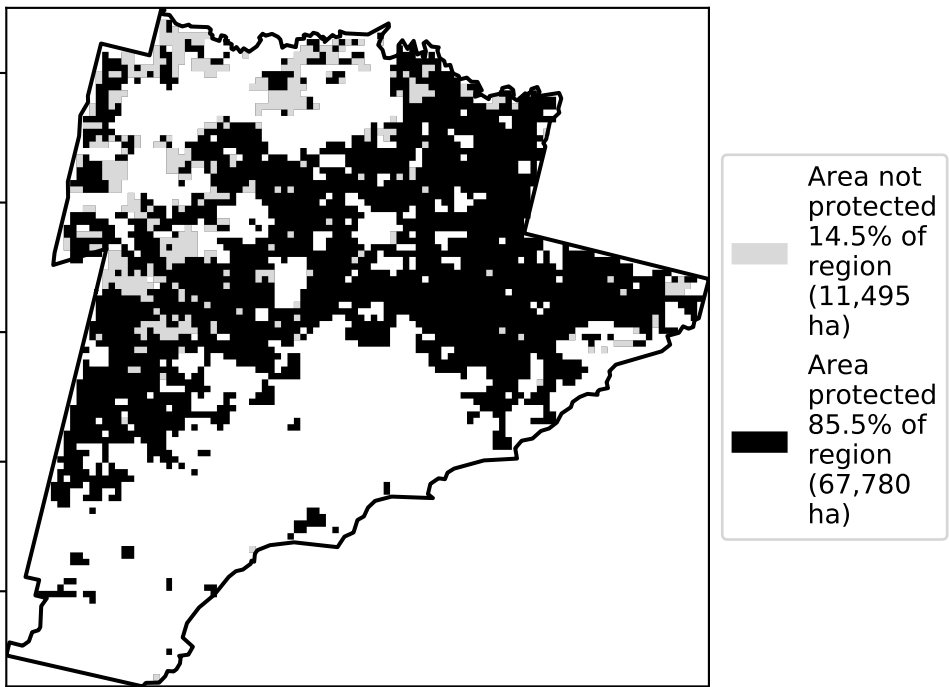 Area not
protected
14.5% of
region
(11,495
ha)
Area
protected
85.5% of
region
(67,780
ha)